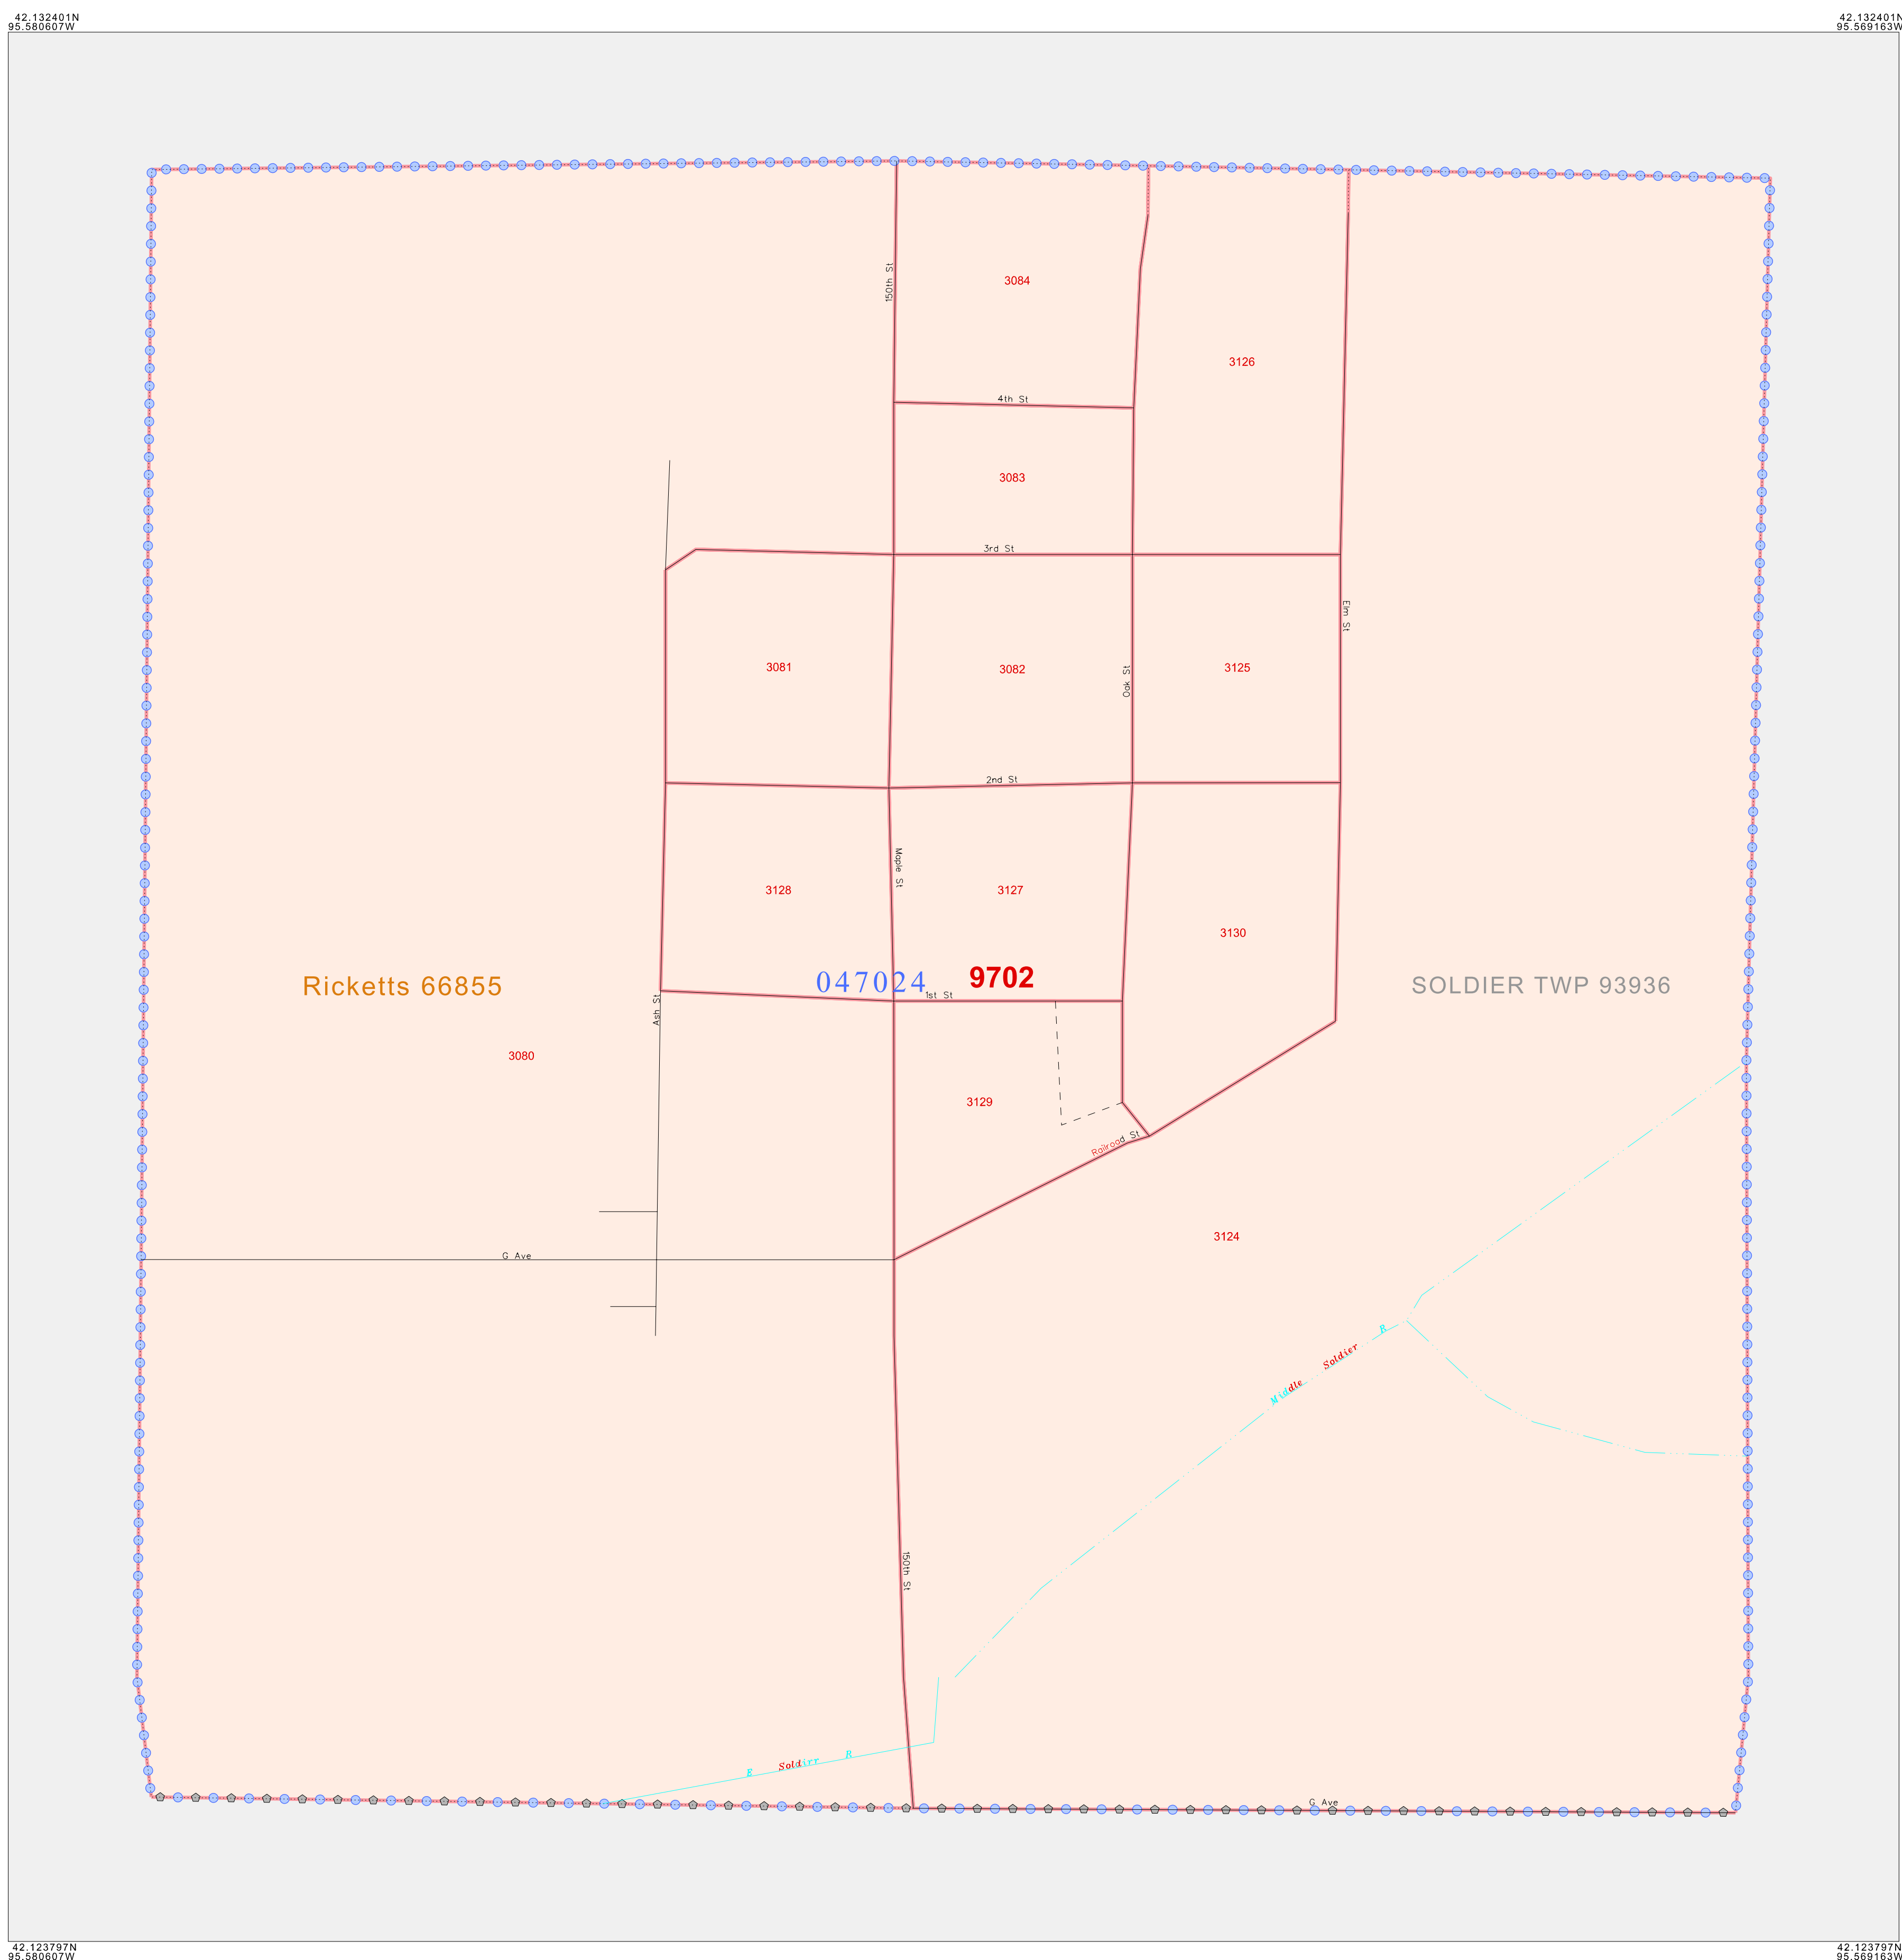 42.132401N
95.580607W
42.132401N
95.569163W
150th St
3084
3126
4th St
3083
3rd St
Elm St
3081
3082
Oak St
3125
2nd St
Maple St
3128
3127
3130
Ricketts 66855
047024
9702
SOLDIER TWP 93936
1st St
Ash St
3080
3129
Railroad St
3124
G Ave
Middle Soldier R
150th St
E Soldirr R
G Ave
42.123797N
95.580607W
42.123797N
95.569163W